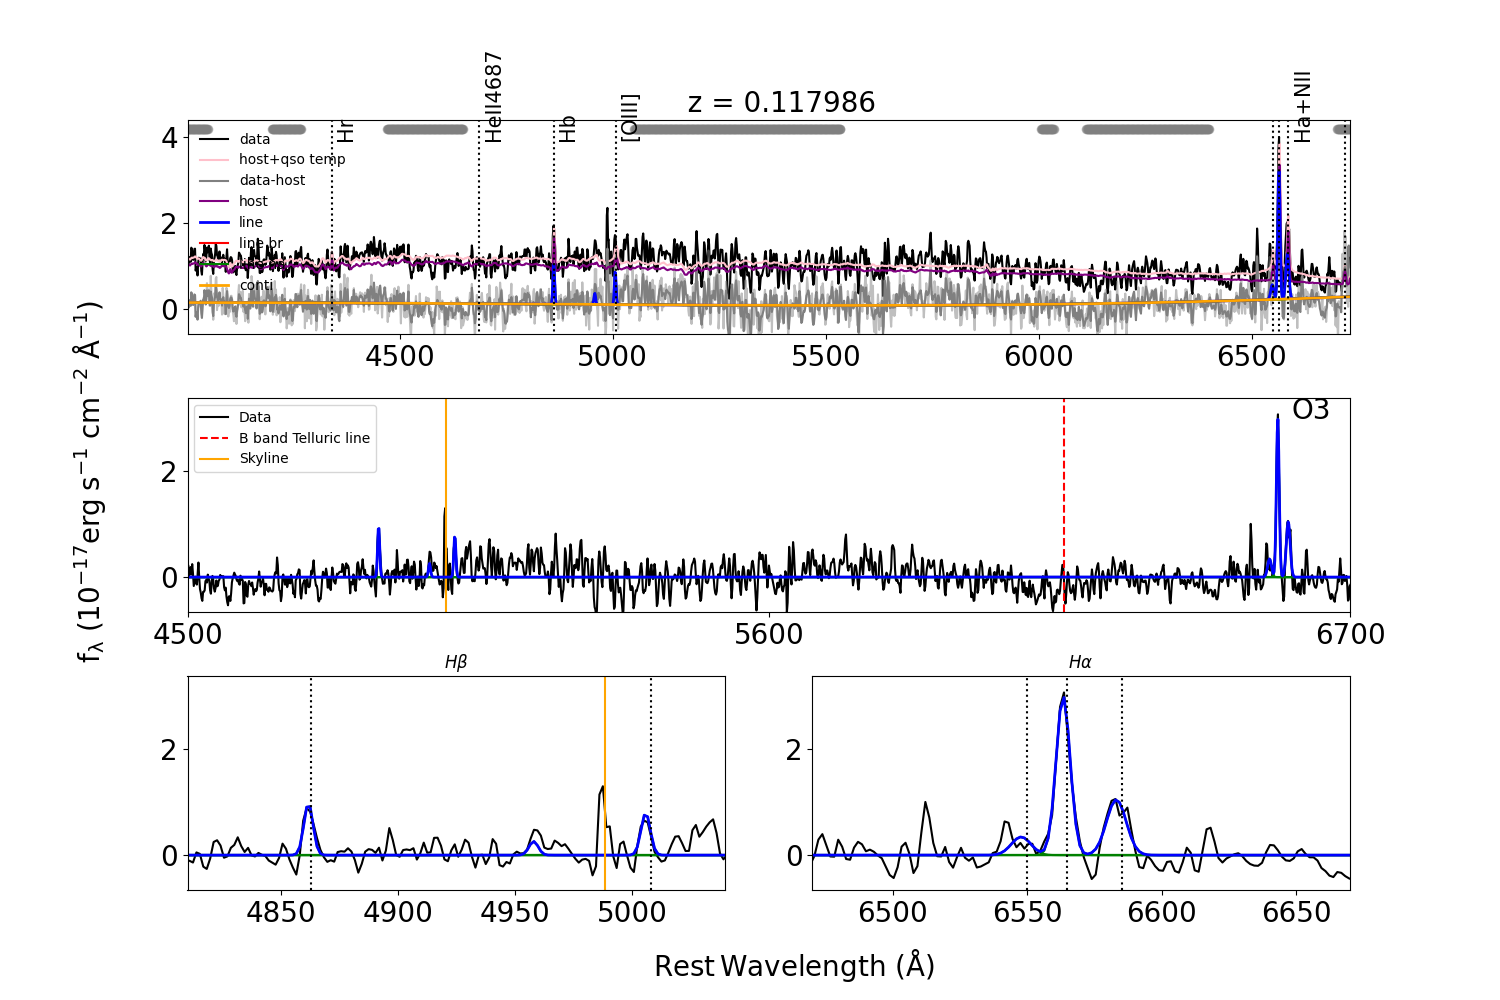 z = 0.117986
Hr
HeII4687
Hb
[OIII]
Ha+NII
data
host+qso temp
data-host
host
line
line br
conti
4
2
0
4500
5000
5500
6000
6500
Data
B band Telluric line
Skyline
O3
2
0
4500
5600
6700
fλ (10⁻¹⁷erg s⁻¹ cm⁻² Å⁻¹)
Hβ
2
0
4850
4900
4950
5000
Hα
2
0
6500
6550
6600
6650
Rest Wavelength (Å)